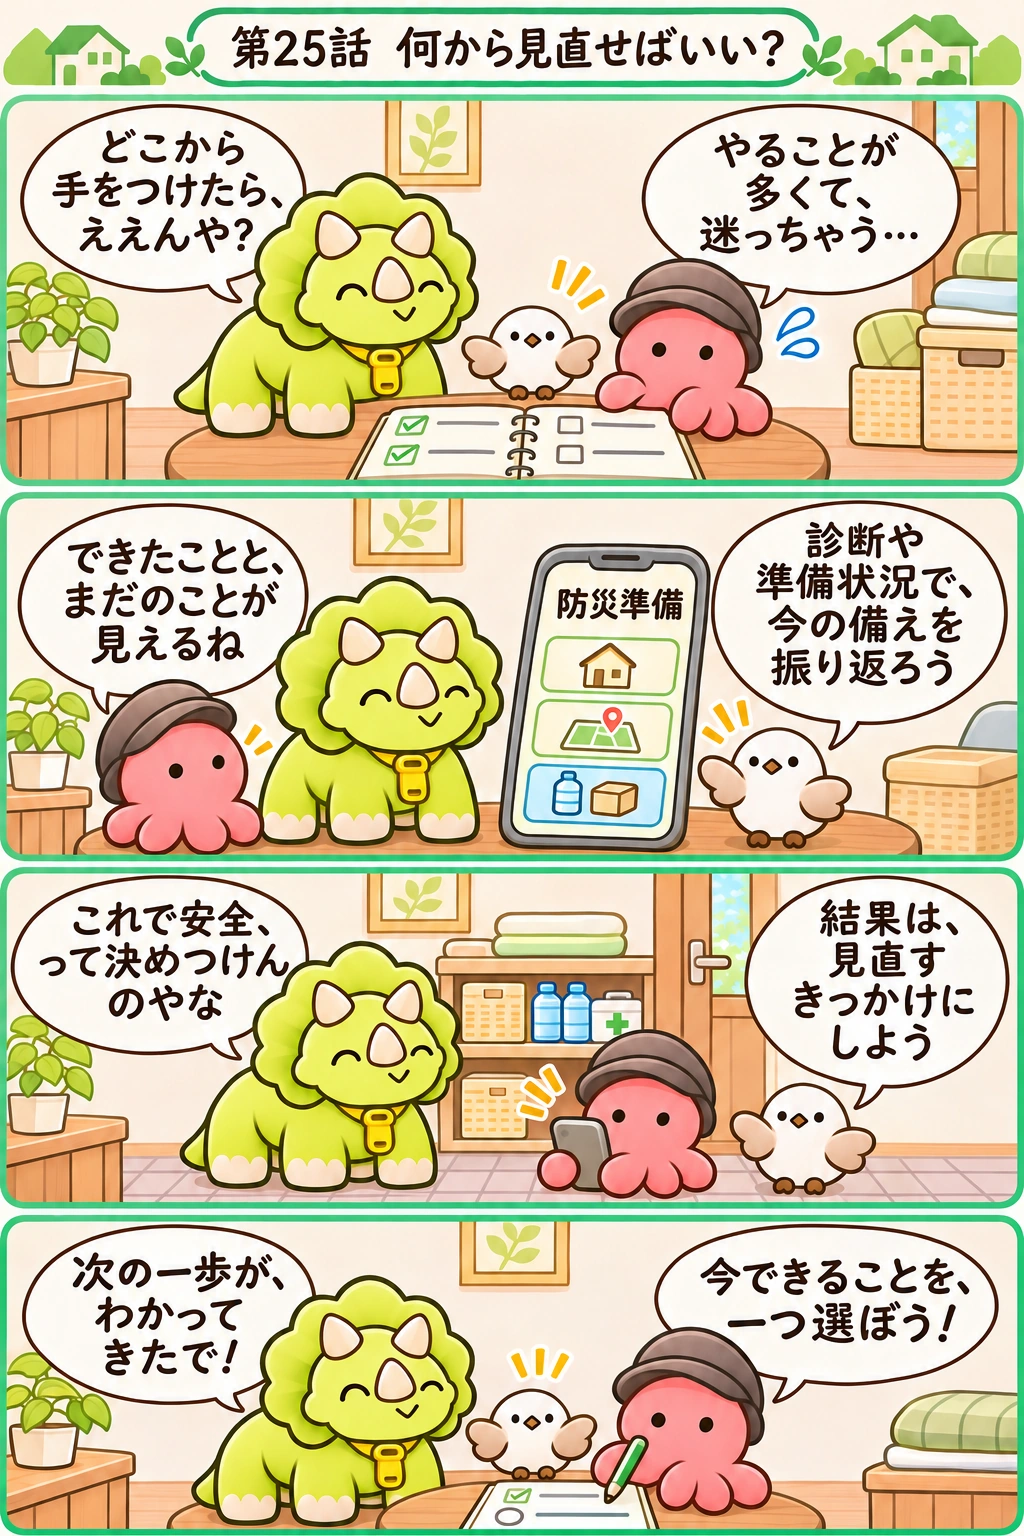 第25話 何から見直せばいい?
どこから
手をつけたら、
ええんや?
やることが
多くて、
迷っちゃう…
できたことと、
まだのことが
見えるね
防災準備
診断や
準備状況で、
今の備えを
振り返ろう
これで安全、
って決めつけん
のやな
結果は、
見直す
きっかけに
しよう
次の一歩が、
わかって
きたで!
今できることを、
一つ選ぼう!